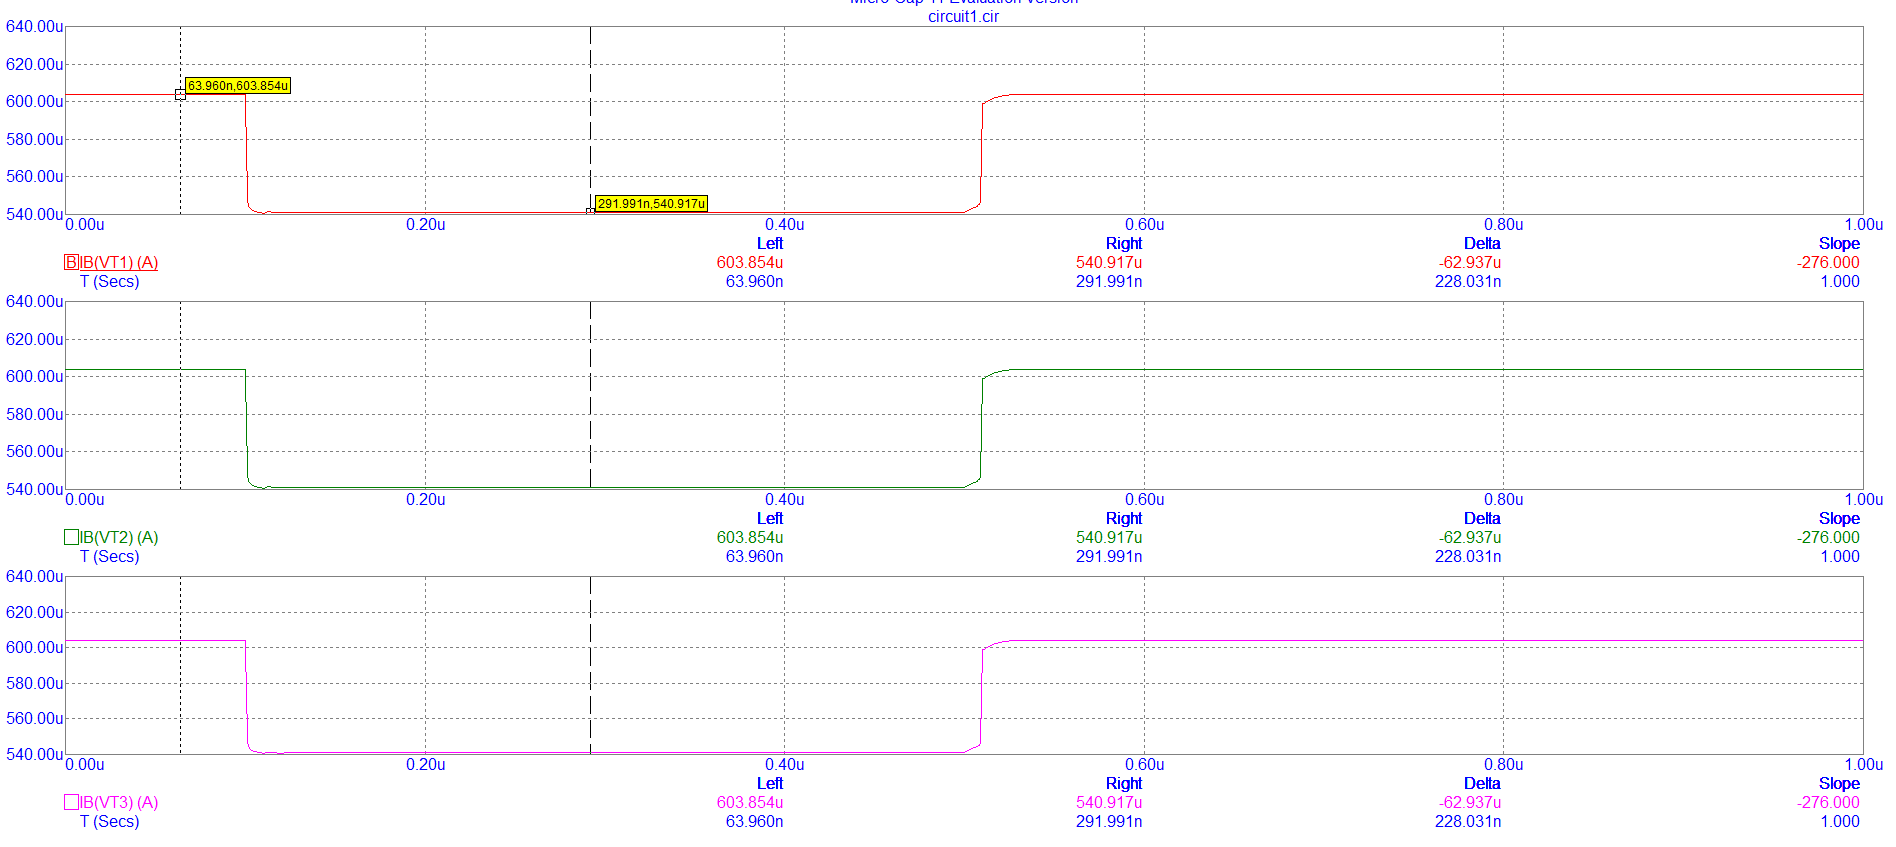 Micro-Cap 11 Evaluation Version
circuit1.cir
640.00u
620.00u
63.960n,603.854u
600.00u
580.00u
560.00u
291.991n,540.917u
540.00u
0.00u 0.20u 0.40u 0.60u 0.80u 1.00u
Left Right Delta Slope
B IB(VT1) (A) 603.854u 540.917u -62.937u -276.000
T (Secs) 63.960n 291.991n 228.031n 1.000
640.00u
620.00u
600.00u
580.00u
560.00u
540.00u
0.00u 0.20u 0.40u 0.60u 0.80u 1.00u
Left Right Delta Slope
IB(VT2) (A) 603.854u 540.917u -62.937u -276.000
T (Secs) 63.960n 291.991n 228.031n 1.000
640.00u
620.00u
600.00u
580.00u
560.00u
540.00u
0.00u 0.20u 0.40u 0.60u 0.80u 1.00u
Left Right Delta Slope
IB(VT3) (A) 603.854u 540.917u -62.937u -276.000
T (Secs) 63.960n 291.991n 228.031n 1.000